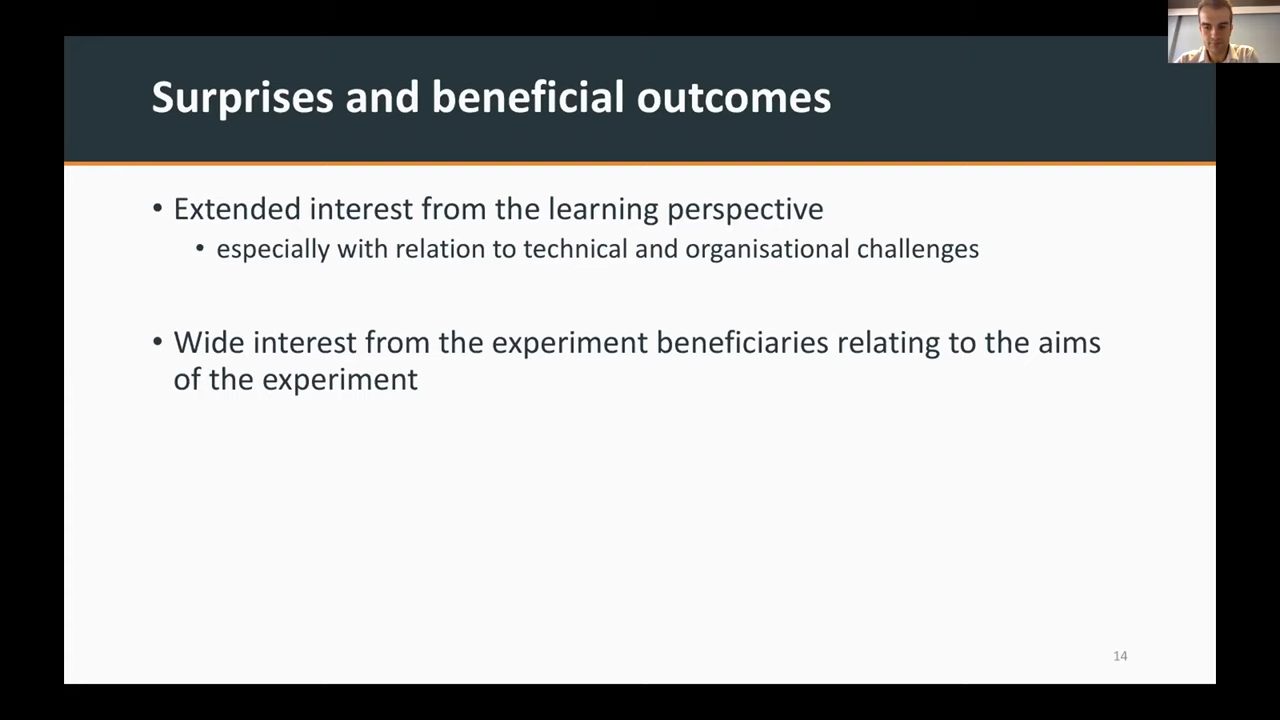 Surprises and beneficial outcomes
• Extended interest from the learning perspective
• especially with relation to technical and organisational challenges
• Wide interest from the experiment beneficiaries relating to the aims
of the experiment
14